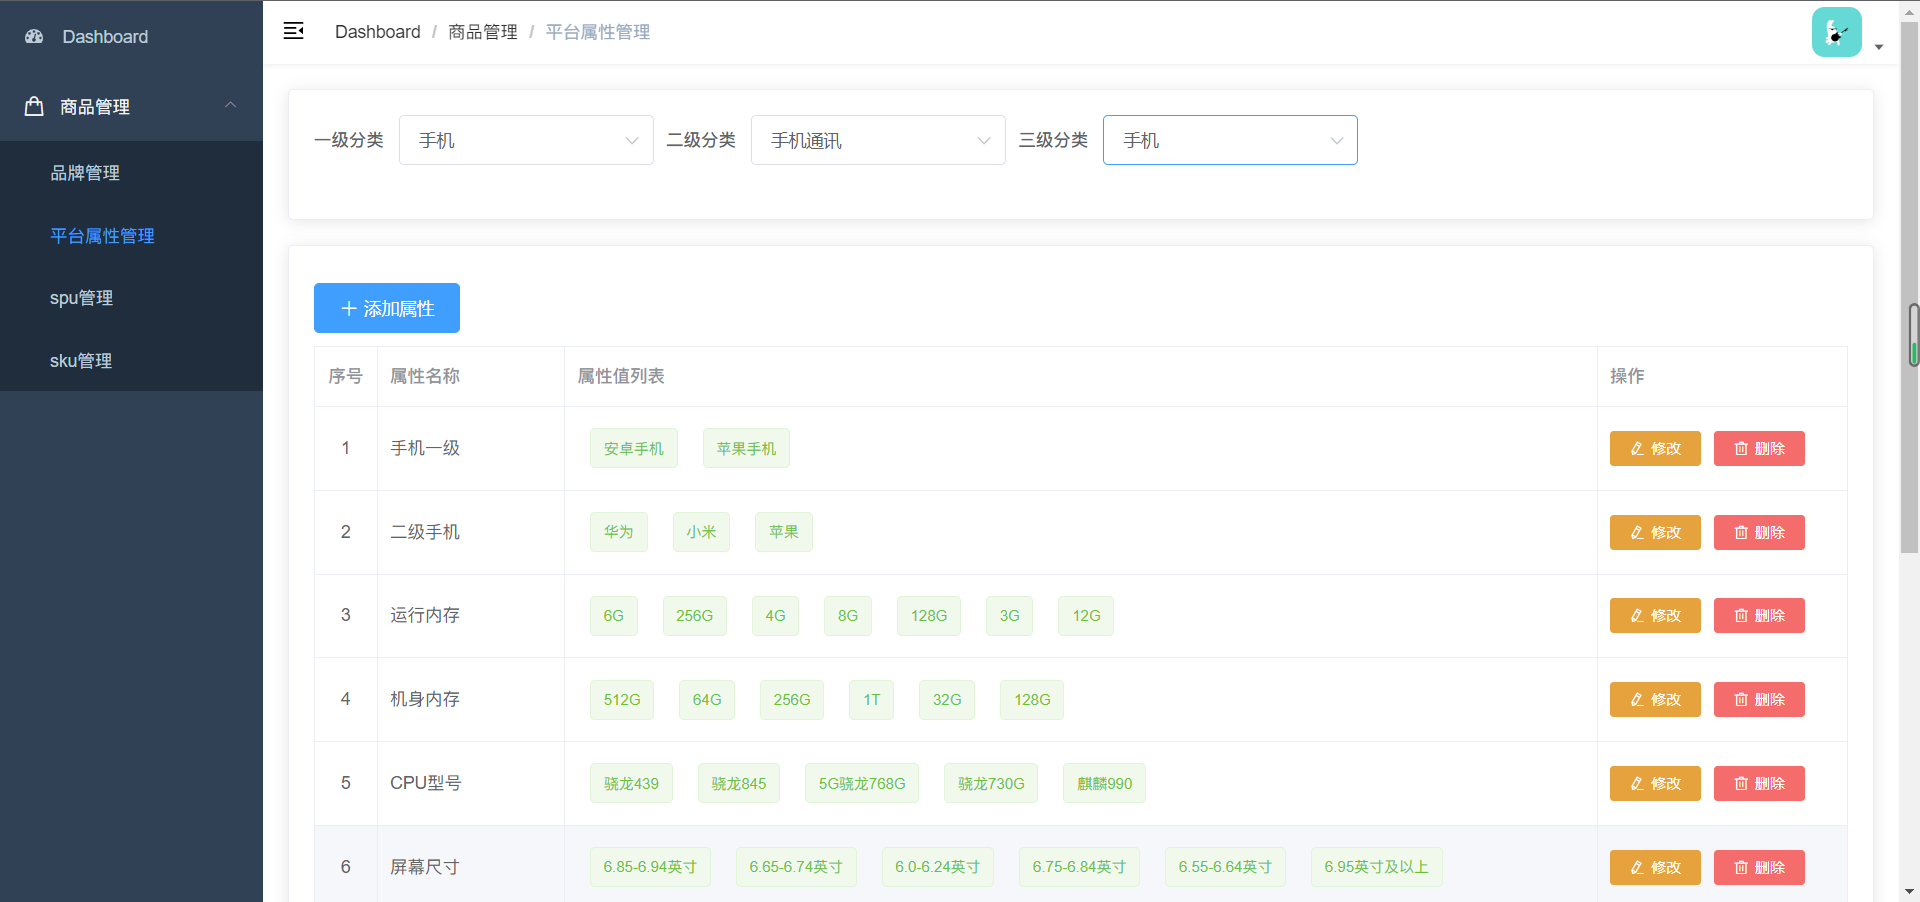 Dashboard
商品管理
品牌管理
平台属性管理
spu管理
sku管理
Dashboard / 商品管理 / 平台属性管理
一级分类 手机 二级分类 手机通讯 三级分类 手机
添加属性
序号 属性名称 属性值列表 操作
1 手机一级 安卓手机 苹果手机 修改 删除
2 二级手机 华为 小米 苹果 修改 删除
3 运行内存 6G 256G 4G 8G 128G 3G 12G 修改 删除
4 机身内存 512G 64G 256G 1T 32G 128G 修改 删除
5 CPU型号 骁龙439 骁龙845 5G骁龙768G 骁龙730G 麒麟990 修改 删除
6 屏幕尺寸 6.85-6.94英寸 6.65-6.74英寸 6.0-6.24英寸 6.75-6.84英寸 6.55-6.64英寸 6.95英寸及以上 修改 删除